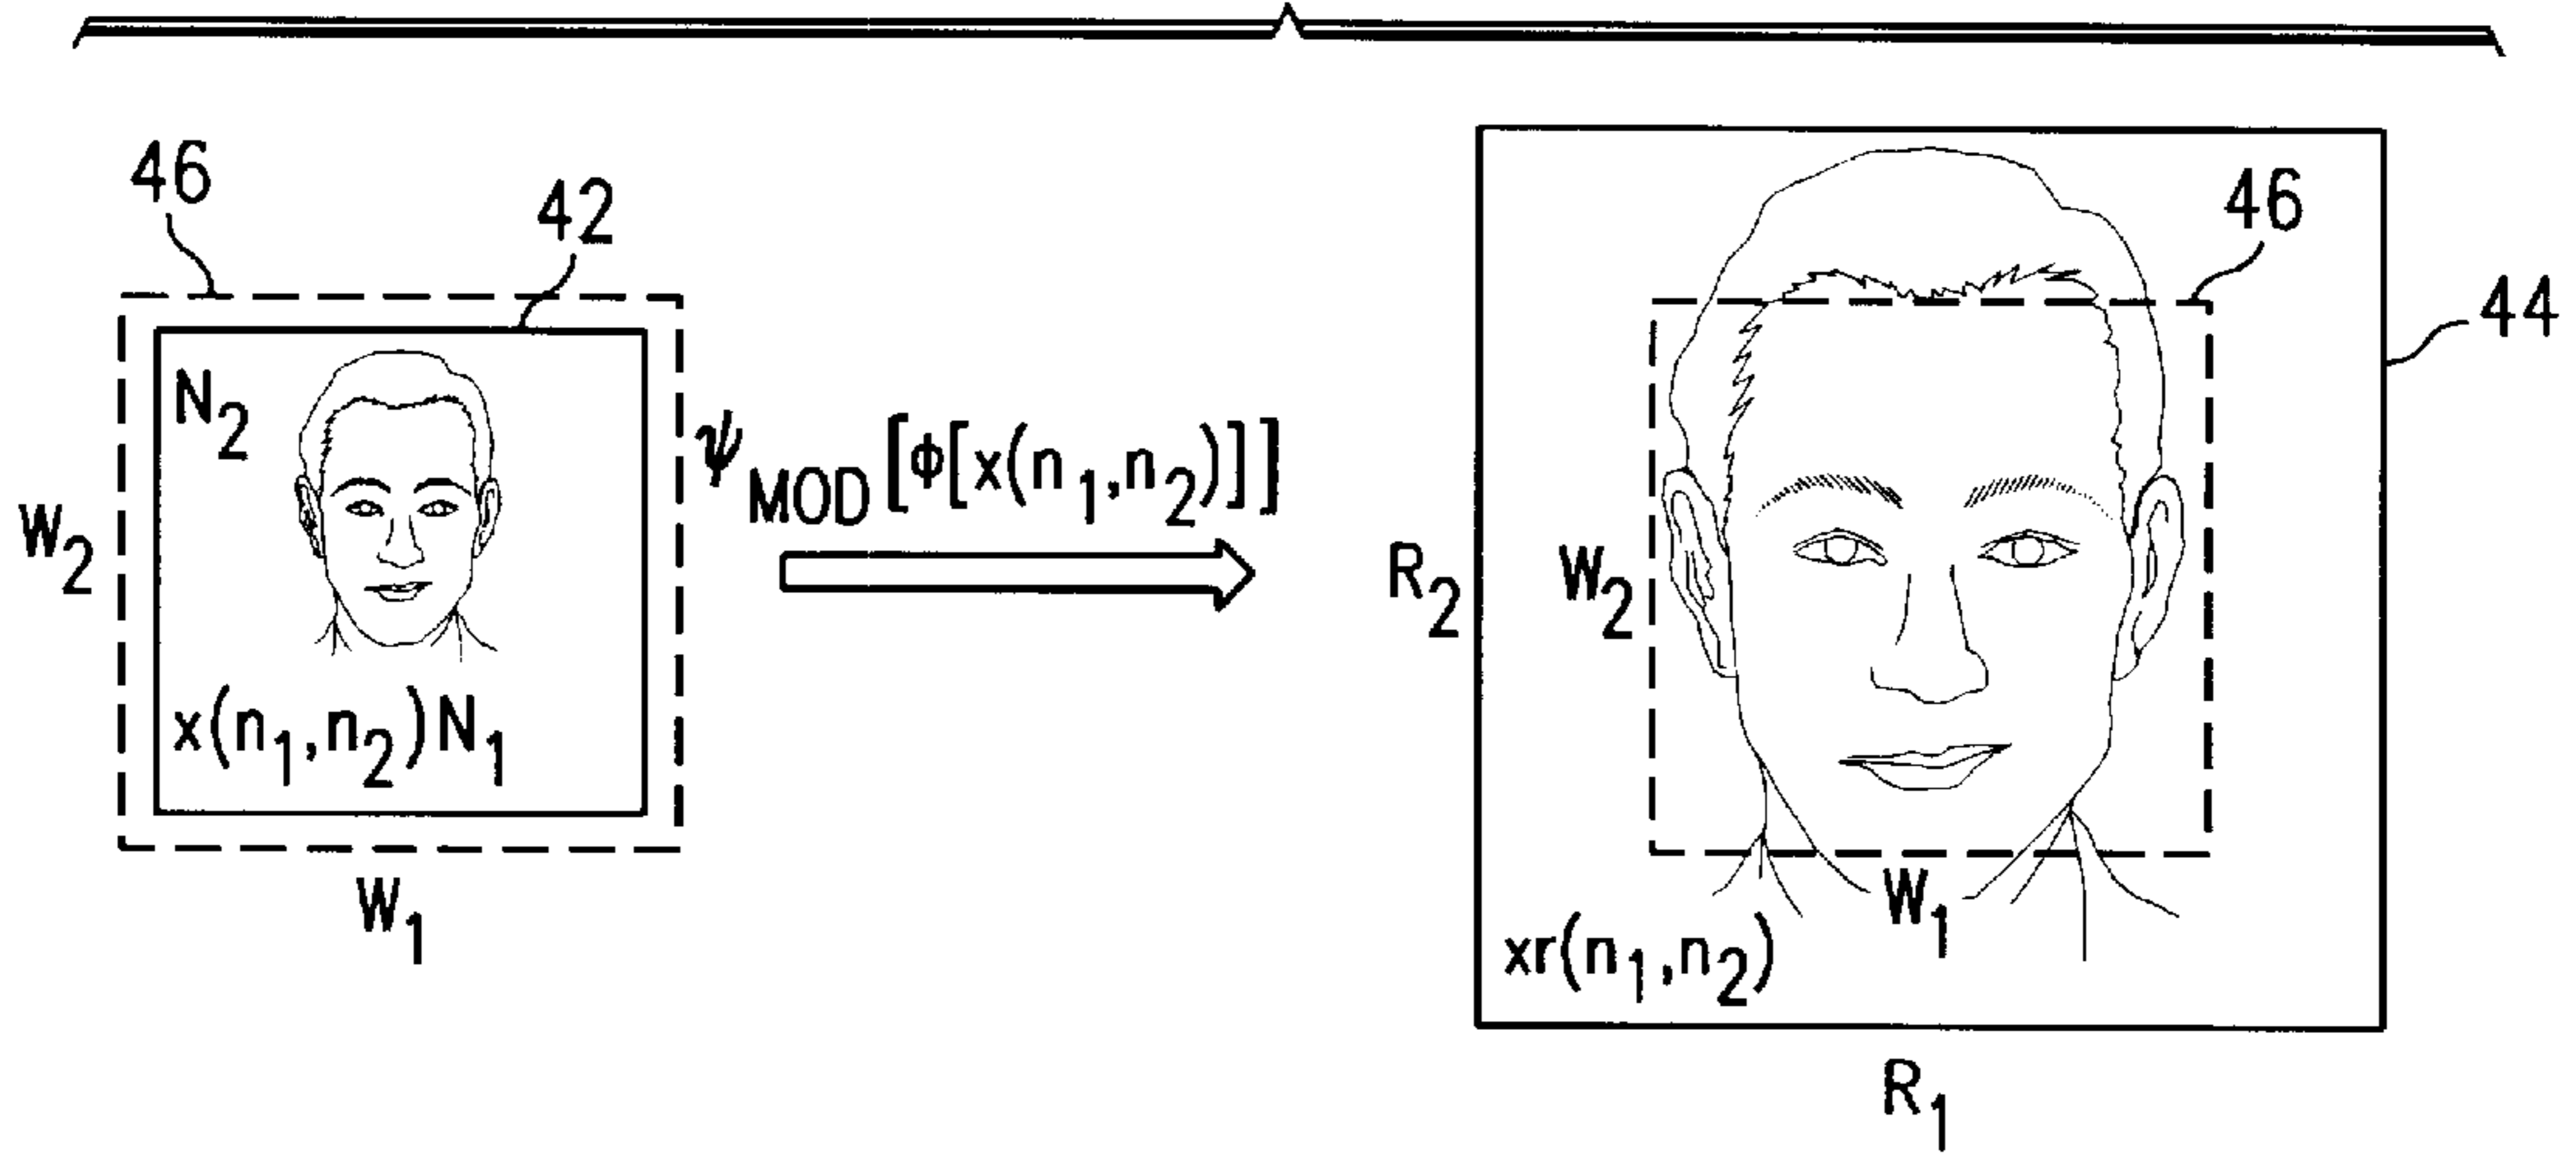 46
42
N2
W2
x(n1,n2)N1
W1
ψMOD[ϕ[x(n1,n2)]]
46
44
R2
W2
W1
xr(n1,n2)
R1